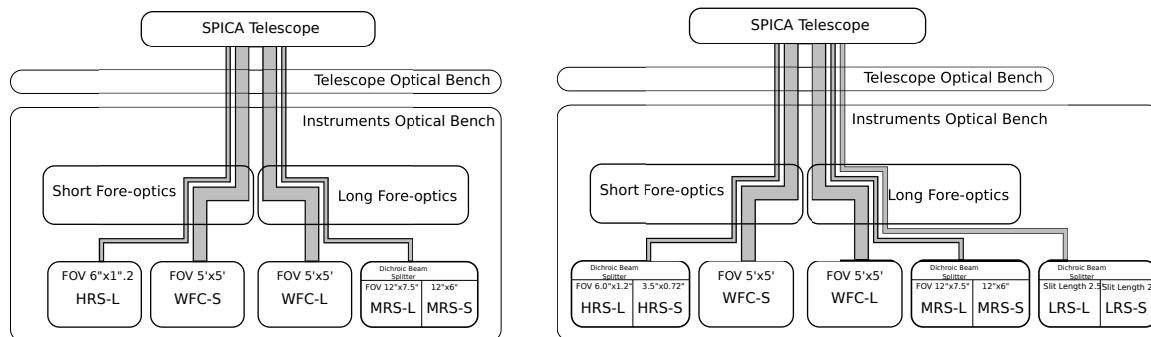 SPICA Telescope
Telescope Optical Bench
Instruments Optical Bench
Short Fore-optics
Long Fore-optics
FOV 6"x1".2
HRS-L
FOV 5'x5'
WFC-S
FOV 5'x5'
WFC-L
Dichroic Beam
Splitter
FOV 12"x7.5"
12"x6"
MRS-L
MRS-S
SPICA Telescope
Telescope Optical Bench
Instruments Optical Bench
Short Fore-optics
Long Fore-optics
Dichroic Beam
Splitter
FOV 6.0"x1.2"
3.5"x0.72"
HRS-L
HRS-S
FOV 5'x5'
WFC-S
FOV 5'x5'
WFC-L
Dichroic Beam
Splitter
FOV 12"x7.5"
12"x6"
MRS-L
MRS-S
Dichroic Beam
Splitter
Slit Length 2.5
Slit Length 2
LRS-L
LRS-S